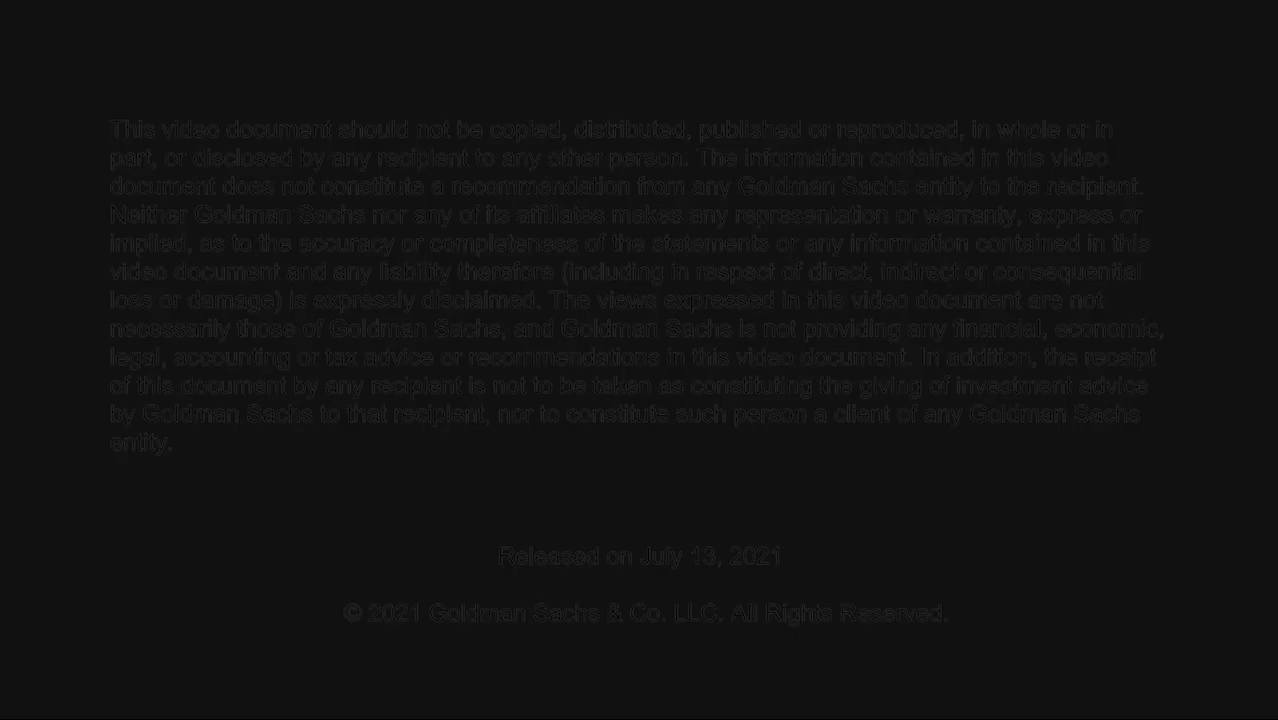 This video document should not be copied, distributed, published or reproduced, in whole or in
part, or disclosed by any recipient to any other person. The information contained in this video
document does not constitute a recommendation from any Goldman Sachs entity to the recipient.
Neither Goldman Sachs nor any of its affiliates makes any representation or warranty, express or
implied, as to the accuracy or completeness of the statements or any information contained in this
video document and any liability therefore (including in respect of direct, indirect or consequential
loss or damage) is expressly disclaimed. The views expressed in this video document are not
necessarily those of Goldman Sachs, and Goldman Sachs is not providing any financial, economic,
legal, accounting or tax advice or recommendations in this video document. In addition, the receipt
of this document by any recipient is not to be taken as constituting the giving of investment advice
by Goldman Sachs to that recipient, nor to constitute such person a client of any Goldman Sachs
entity.
Released on July 13, 2021
© 2021 Goldman Sachs & Co. LLC. All Rights Reserved.